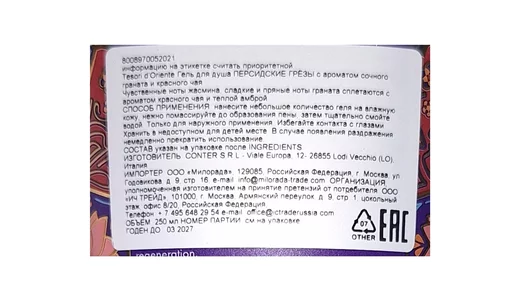 8008970052021
информацию на этикетке считать приоритетной
Tesori d'Oriente Гель для душа ПЕРСИДСКИЕ ГРЁЗЫ с ароматом сочного
граната и красного чая
Чувственные ноты жасмина, сладкие и пряные ноты граната сплетаются с
ароматом красного чая и теплой амброй
СПОСОБ ПРИМЕНЕНИЯ: нанесите небольшое количество геля на влажную
кожу, нежно помассируйте до образования пены, затем тщательно смойте
водой. Только для наружного применения. Избегайте контакта с глазами.
Хранить в недоступном для детей месте. В случае появления раздражения
немедленно прекратить использование.
СОСТАВ указан на упаковке после INGREDIENTS.
ИЗГОТОВИТЕЛЬ: CONTER S R L - Viale Europa, 12- 26855 Lodi Vecchio (LO),
Италия
ИМПОРТЕР: ООО «Милорада», 129085, Российская Федерация, г. Москва, ул
Годовикова, д. 9, стр 16. e-mail info@milorada-trade.com. ОРГАНИЗАЦИЯ,
уполномоченная изготовителем на принятие претензий от потребителя: ООО
«ИЧ ТРЕЙД», 101000, г. Москва, Армянский переулок, д. 9, стр 1, цокольный
этаж, офис 8/20, Российская Федерация.
Телефон + 7 495 648 29 54 e-mail office@ictraderussia.com
ОБЪЕМ: 250 мл НОМЕР ПАРТИИ: см на упаковке
ГОДЕН ДО: 03.2027
07
OTHER
EAC
regeneration